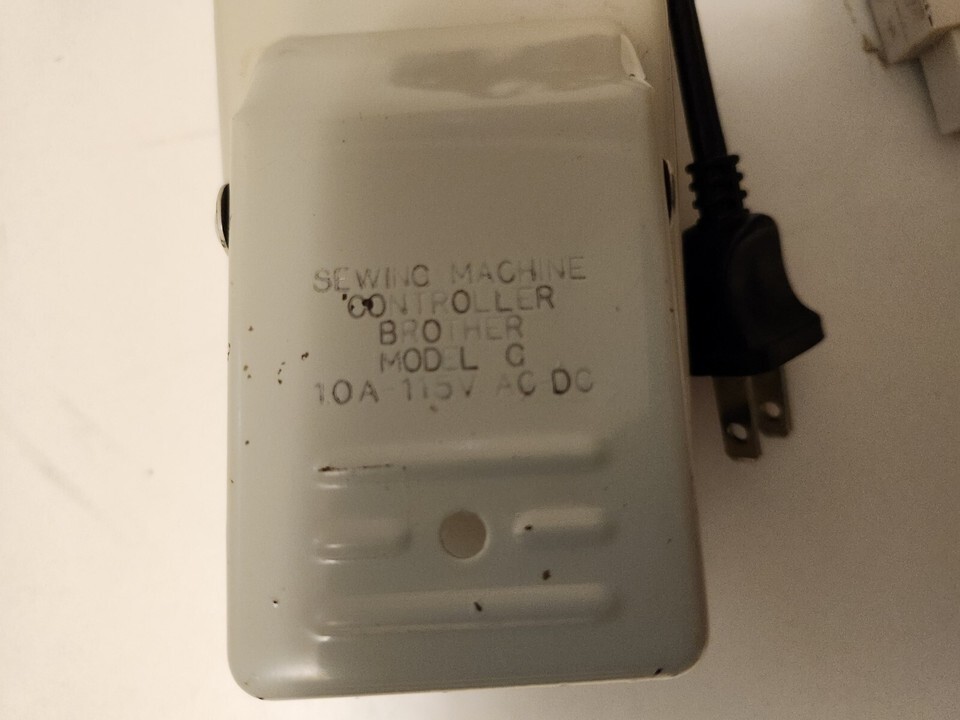 SEWING MACHINE
CONTROLLER
BROTHER
MODEL G
1.0A-115V AC-DC